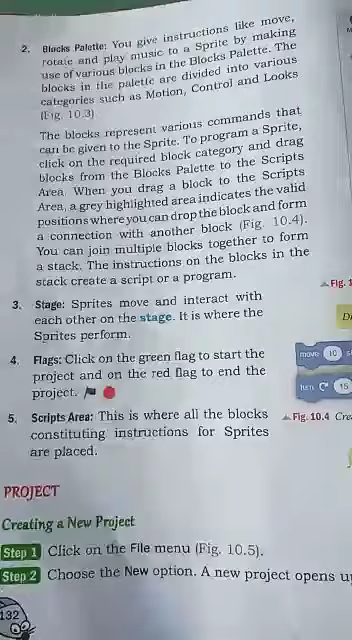 2. Blocks Palette: You give instructions like move,
rotate and play music to a Sprite by making
use of various blocks in the Blocks Palette. The
blocks in the palette are divided into various
categories such as Motion, Control and Looks
(Fig. 10.3)
The blocks represent various commands that
can be given to the Sprite. To program a Sprite,
click on the required block category and drag
blocks from the Blocks Palette to the Scripts
Area. When you drag a block to the Scripts
Area, a grey highlighted area indicates the valid
positions where you can drop the block and form
a connection with another block (Fig. 10.4).
You can join multiple blocks together to form
a stack. The instructions on the blocks in the
stack create a script or a program.
3. Stage: Sprites move and interact with
each other on the stage. It is where the
Sprites perform.
4. Flags: Click on the green flag to start the
project and on the red flag to end the
project.
5. Scripts Area: This is where all the blocks
constituting instructions for Sprites
are placed.
Fig. 1
move 10
turn 15
Fig. 10.4 Cre
PROJECT
Creating a New Project
Step 1 Click on the File menu (Fig. 10.5).
Step 2 Choose the New option. A new project opens
132